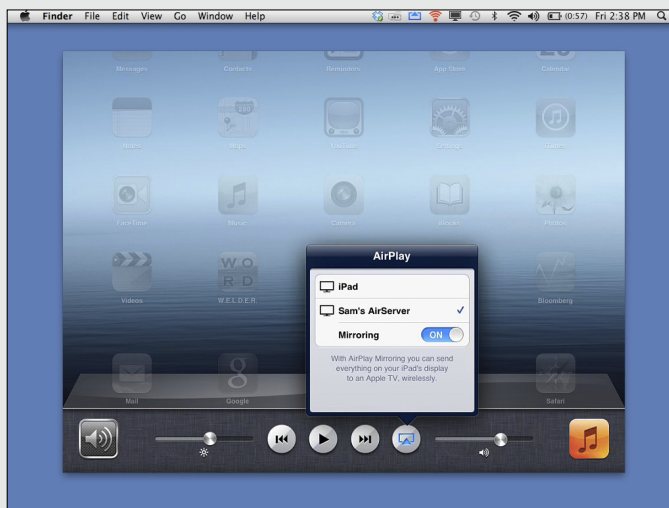 Finder File Edit View Go Window Help (0:57) Fri 2:38 PM
Messages Contacts Reminders App Store Calendar
280
Notes Maps YouTube Settings iTunes
FaceTime Music Camera iBooks Photos
W O
R D
Videos W.E.L.D.E.R. Bloomberg
AirPlay
iPad
Sam's AirServer
Mirroring ON
With AirPlay Mirroring you can send
everything on your iPad's display
to an Apple TV, wirelessly.
Mail Google Safari